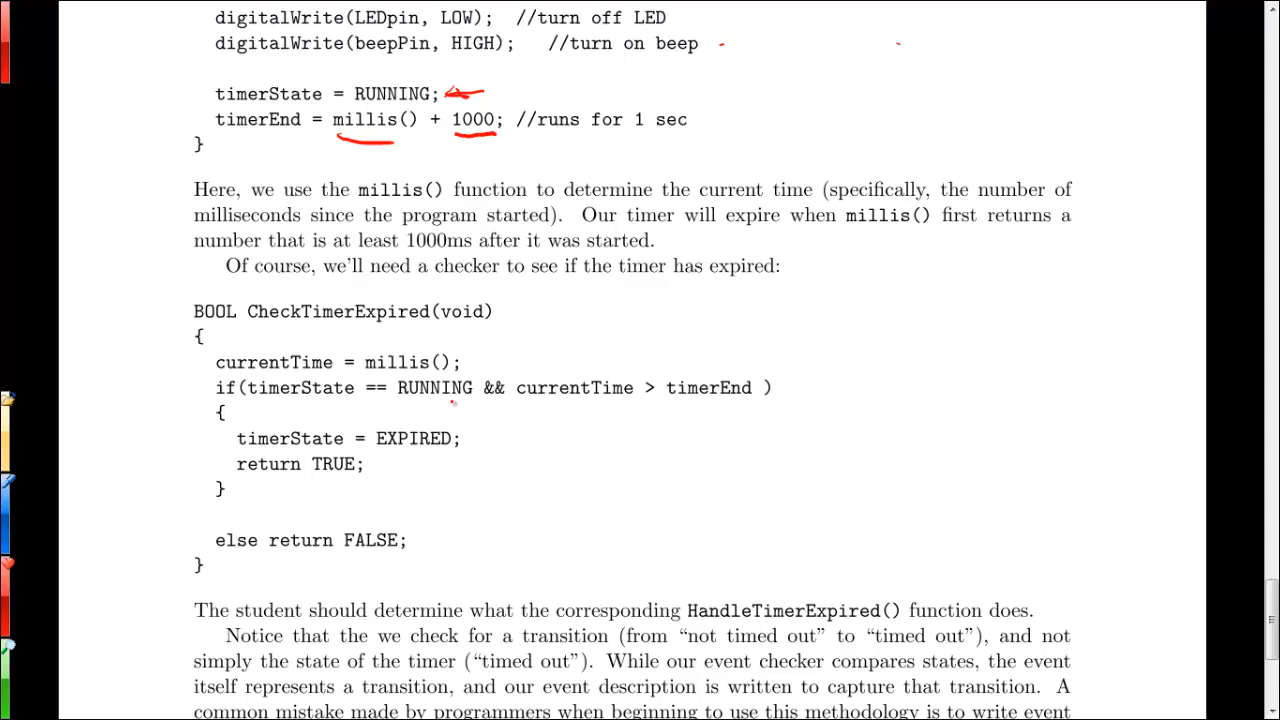 digitalWrite(LEDpin, LOW); //turn off LED
digitalWrite(beepPin, HIGH); //turn on beep
timerState = RUNNING;
timerEnd = millis() + 1000; //runs for 1 sec
}
Here, we use the millis() function to determine the current time (specifically, the number of
milliseconds since the program started). Our timer will expire when millis() first returns a
number that is at least 1000ms after it was started.
Of course, we'll need a checker to see if the timer has expired:
BOOL CheckTimerExpired(void)
{
currentTime = millis();
if(timerState == RUNNING && currentTime > timerEnd )
{
timerState = EXPIRED;
return TRUE;
}
else return FALSE;
}
The student should determine what the corresponding HandleTimerExpired() function does.
Notice that the we check for a transition (from “not timed out” to “timed out”), and not
simply the state of the timer (“timed out”). While our event checker compares states, the event
itself represents a transition, and our event description is written to capture that transition. A
common mistake made by programmers when beginning to use this methodology is to write event